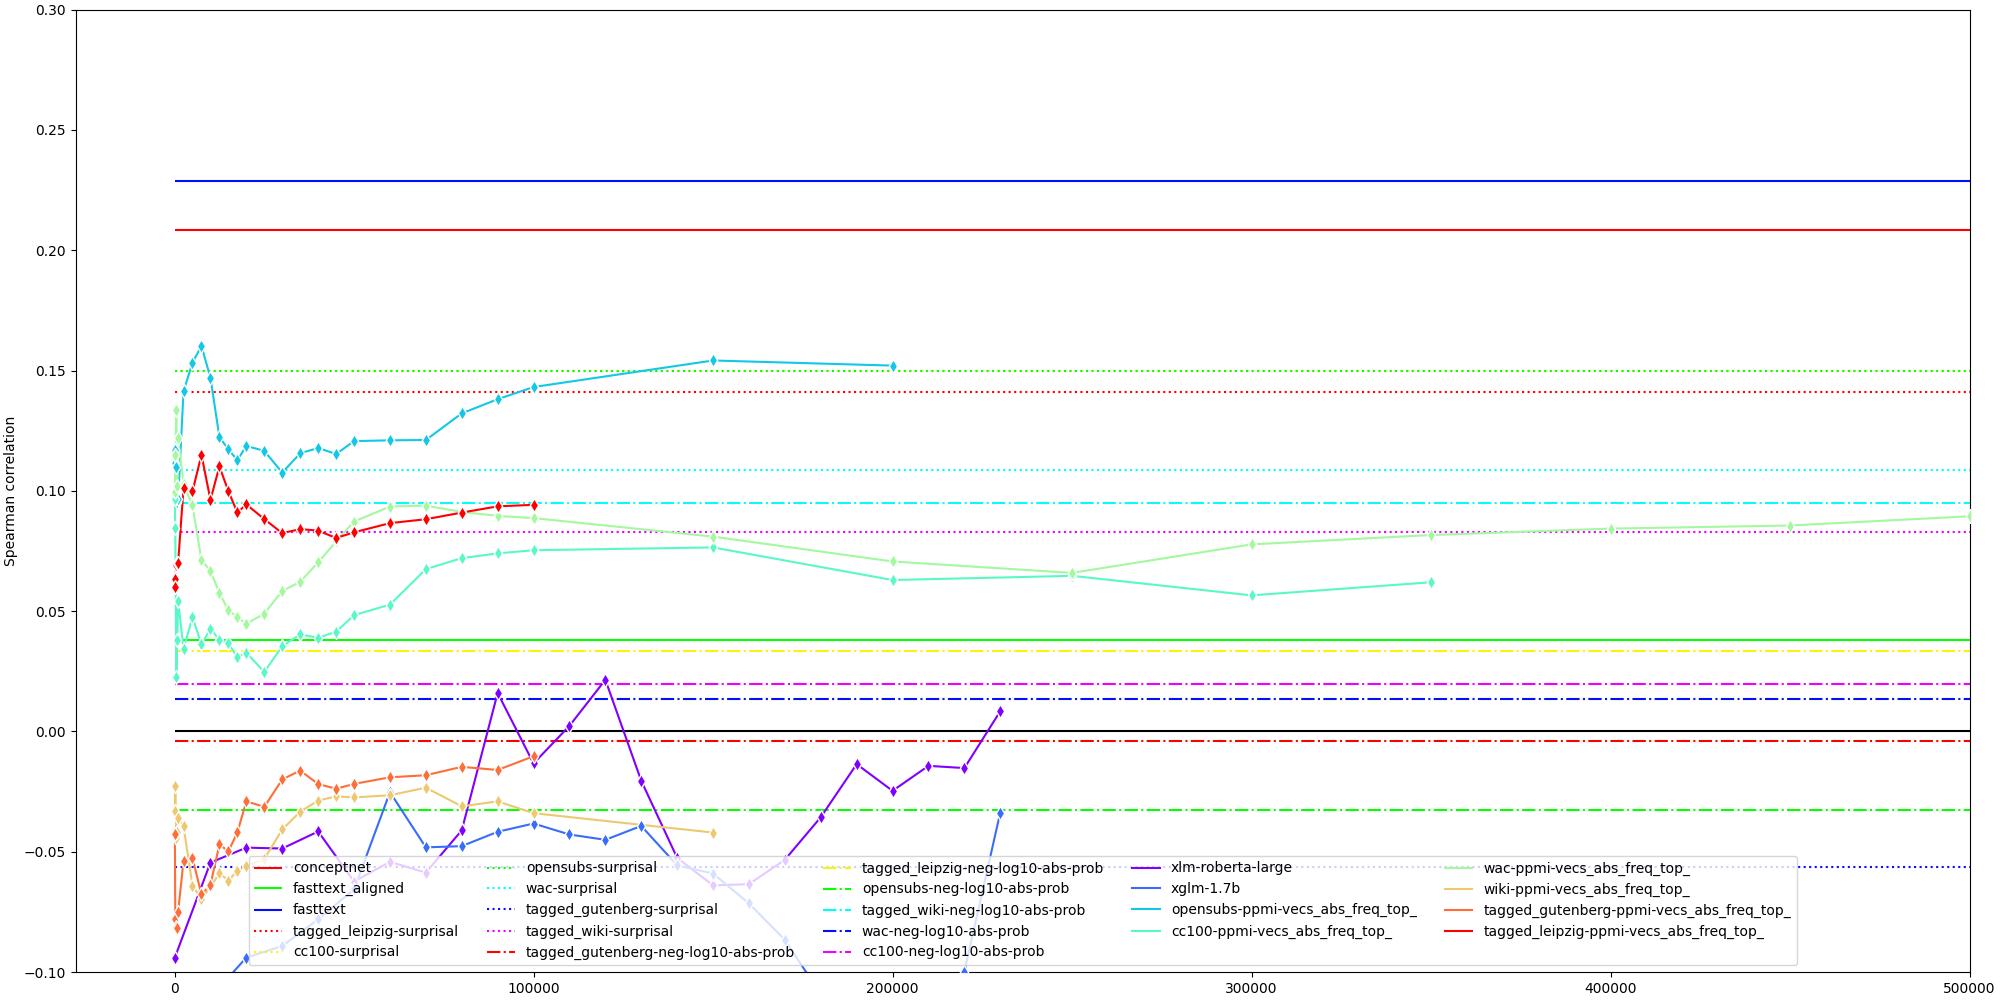 0.30
0.25
0.20
0.15
0.10
0.05
0.00
−0.05
−0.10
Spearman correlation
0
100000
200000
300000
400000
500000
conceptnet
fasttext_aligned
fasttext
tagged_leipzig-surprisal
cc100-surprisal
opensubs-surprisal
wac-surprisal
tagged_gutenberg-surprisal
tagged_wiki-surprisal
tagged_gutenberg-neg-log10-abs-prob
tagged_leipzig-neg-log10-abs-prob
opensubs-neg-log10-abs-prob
tagged_wiki-neg-log10-abs-prob
wac-neg-log10-abs-prob
cc100-neg-log10-abs-prob
xlm-roberta-large
xglm-1.7b
opensubs-ppmi-vecs_abs_freq_top_
cc100-ppmi-vecs_abs_freq_top_
wac-ppmi-vecs_abs_freq_top_
wiki-ppmi-vecs_abs_freq_top_
tagged_gutenberg-ppmi-vecs_abs_freq_top_
tagged_leipzig-ppmi-vecs_abs_freq_top_